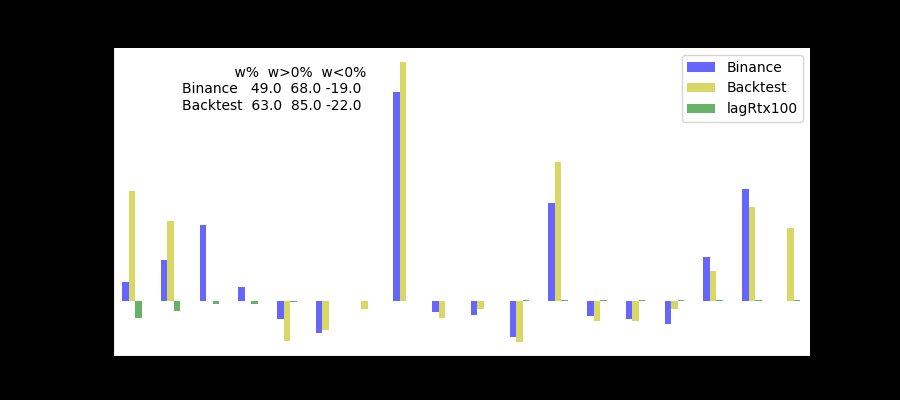 w% w>0% w<0%
Binance 49.0 68.0 -19.0
Backtest 63.0 85.0 -22.0
Binance
Backtest
lagRtx100